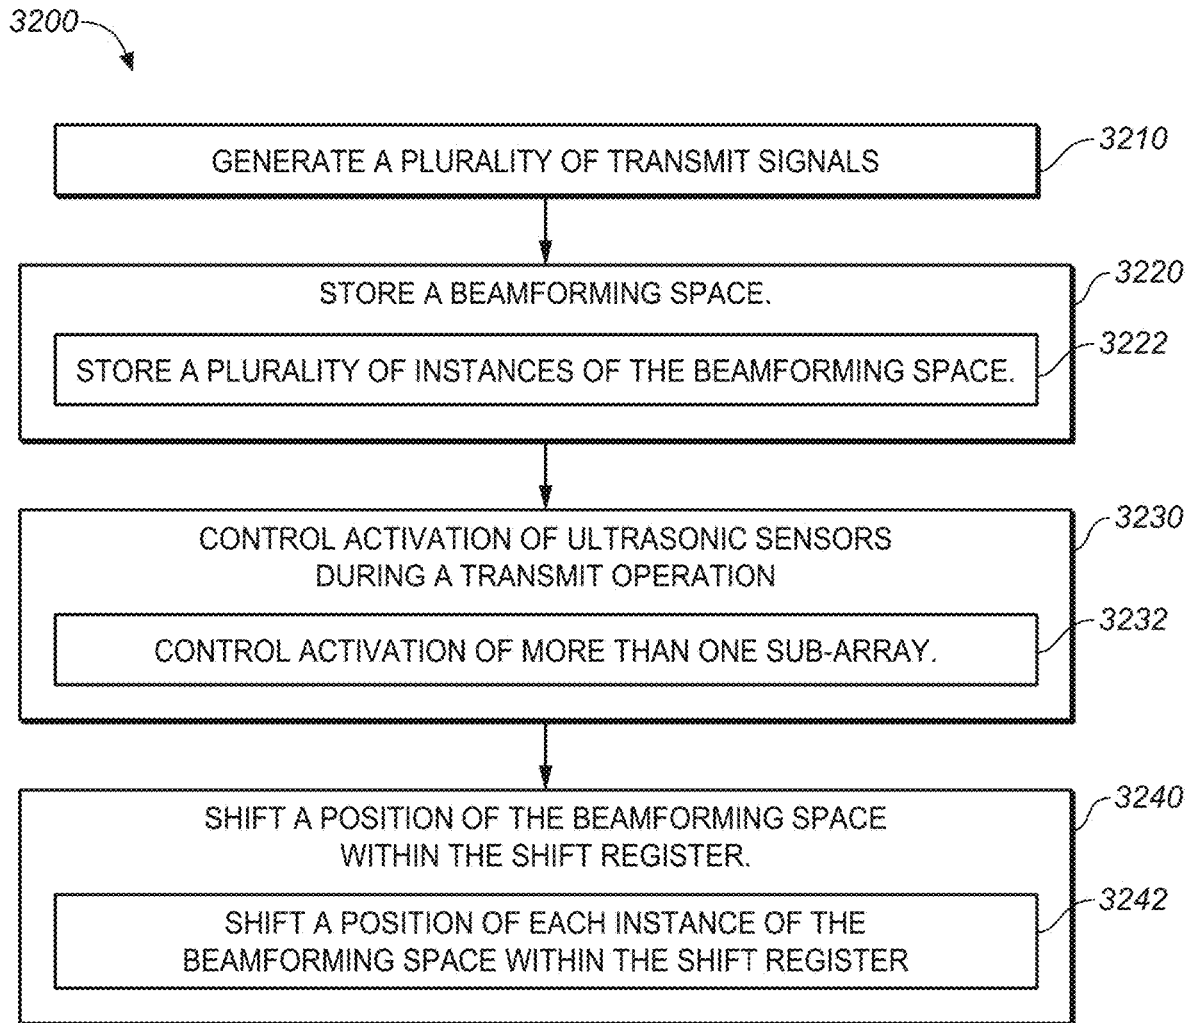 3200
GENERATE A PLURALITY OF TRANSMIT SIGNALS
3210
STORE A BEAMFORMING SPACE.
3220
STORE A PLURALITY OF INSTANCES OF THE BEAMFORMING SPACE.
3222
CONTROL ACTIVATION OF ULTRASONIC SENSORS
DURING A TRANSMIT OPERATION
3230
CONTROL ACTIVATION OF MORE THAN ONE SUB-ARRAY.
3232
SHIFT A POSITION OF THE BEAMFORMING SPACE
WITHIN THE SHIFT REGISTER.
3240
SHIFT A POSITION OF EACH INSTANCE OF THE
BEAMFORMING SPACE WITHIN THE SHIFT REGISTER
3242